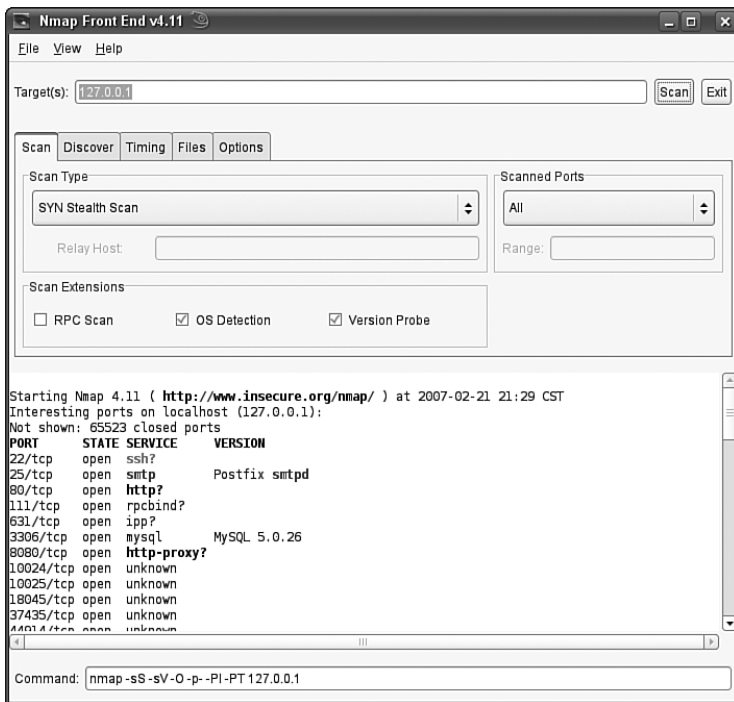 Nmap Front End v4.11
File View Help
Target(s): 127.0.0.1 Scan Exit
Scan Discover Timing Files Options
Scan Type
SYN Stealth Scan
Relay Host:
Scanned Ports
All
Range:
Scan Extensions
RPC Scan OS Detection Version Probe
Starting Nmap 4.11 ( http://www.insecure.org/nmap/ ) at 2007-02-21 21:29 CST
Interesting ports on localhost (127.0.0.1):
Not shown: 65523 closed ports
PORT STATE SERVICE VERSION
22/tcp open ssh?
25/tcp open smtp Postfix smtpd
80/tcp open http?
111/tcp open rpcbind?
631/tcp open ipp?
3306/tcp open mysql MySQL 5.0.26
8080/tcp open http-proxy?
10024/tcp open unknown
10025/tcp open unknown
18045/tcp open unknown
37435/tcp open unknown
44914/tcp open unknown
Command: nmap -sS -sV -O -p- -PI -PT 127.0.0.1